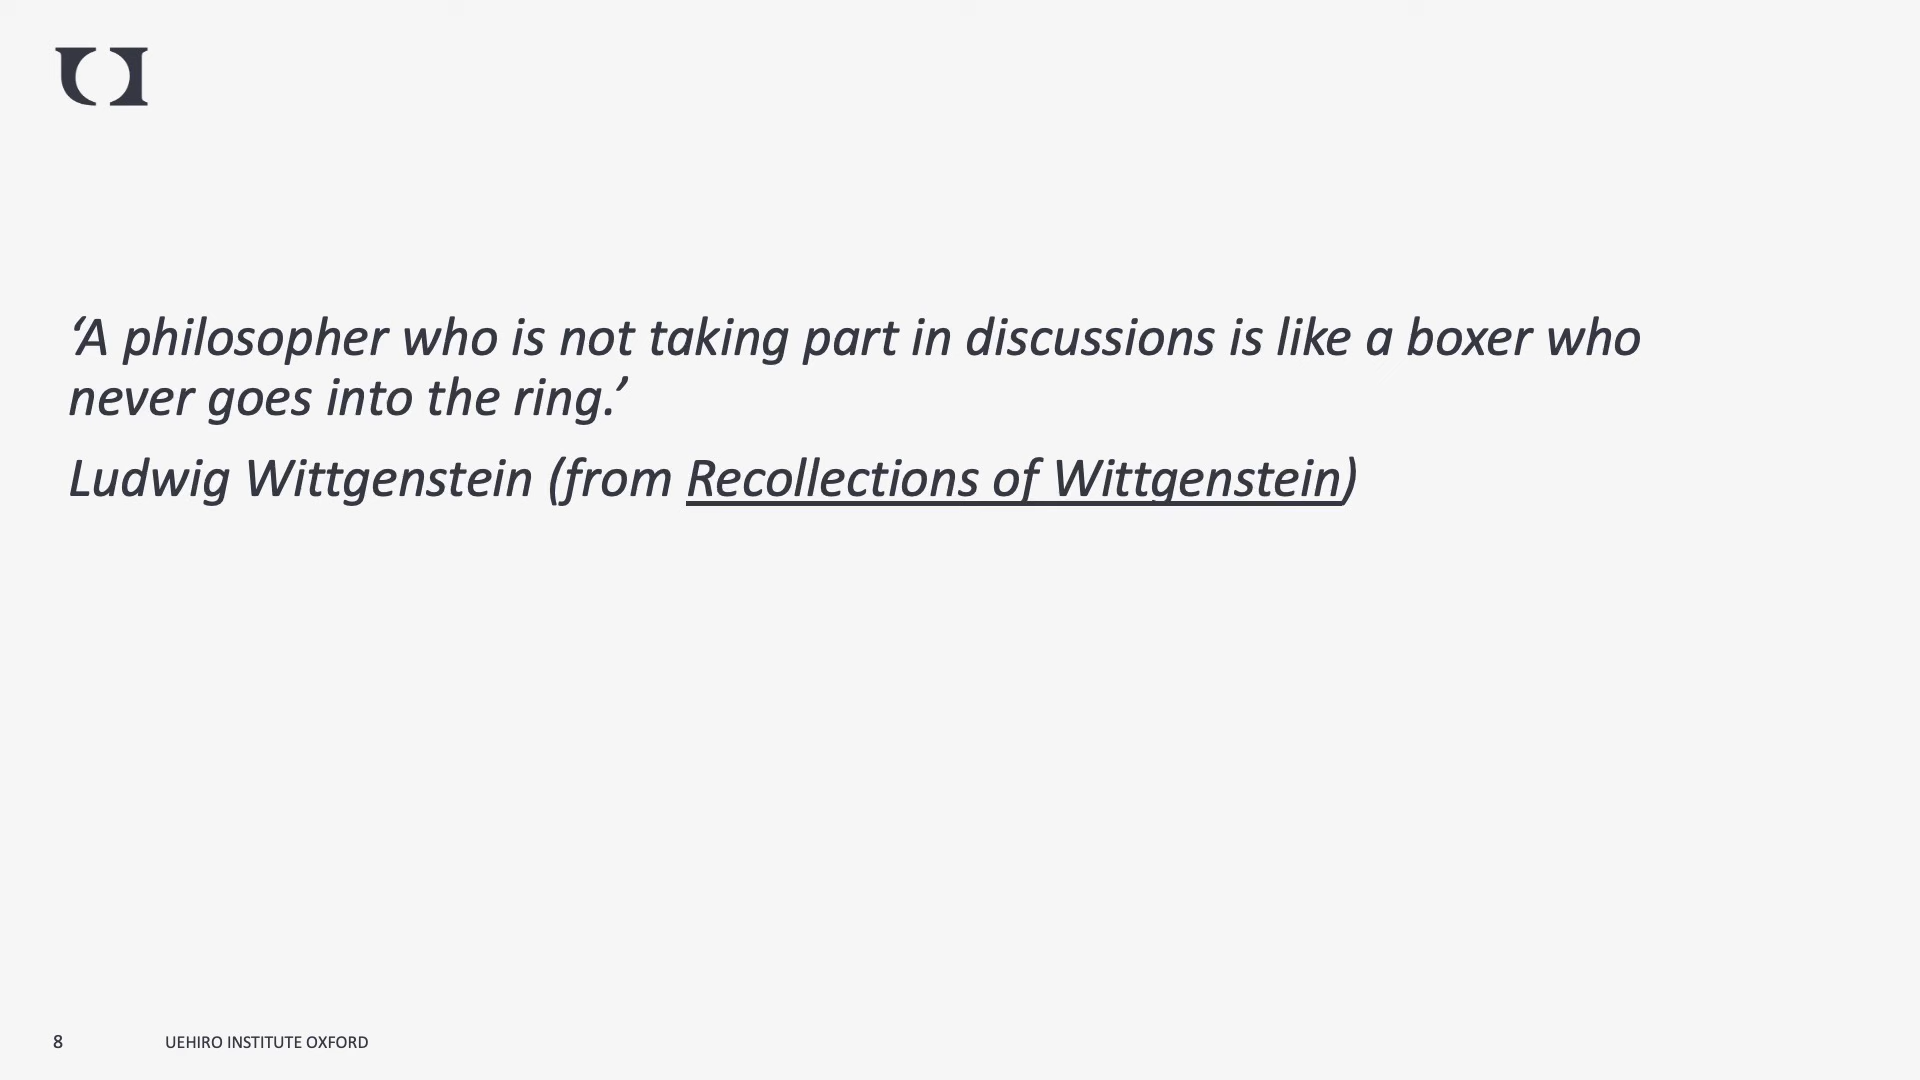 ‘A philosopher who is not taking part in discussions is like a boxer who
never goes into the ring.’
Ludwig Wittgenstein (from Recollections of Wittgenstein)
8
UEHIRO INSTITUTE OXFORD